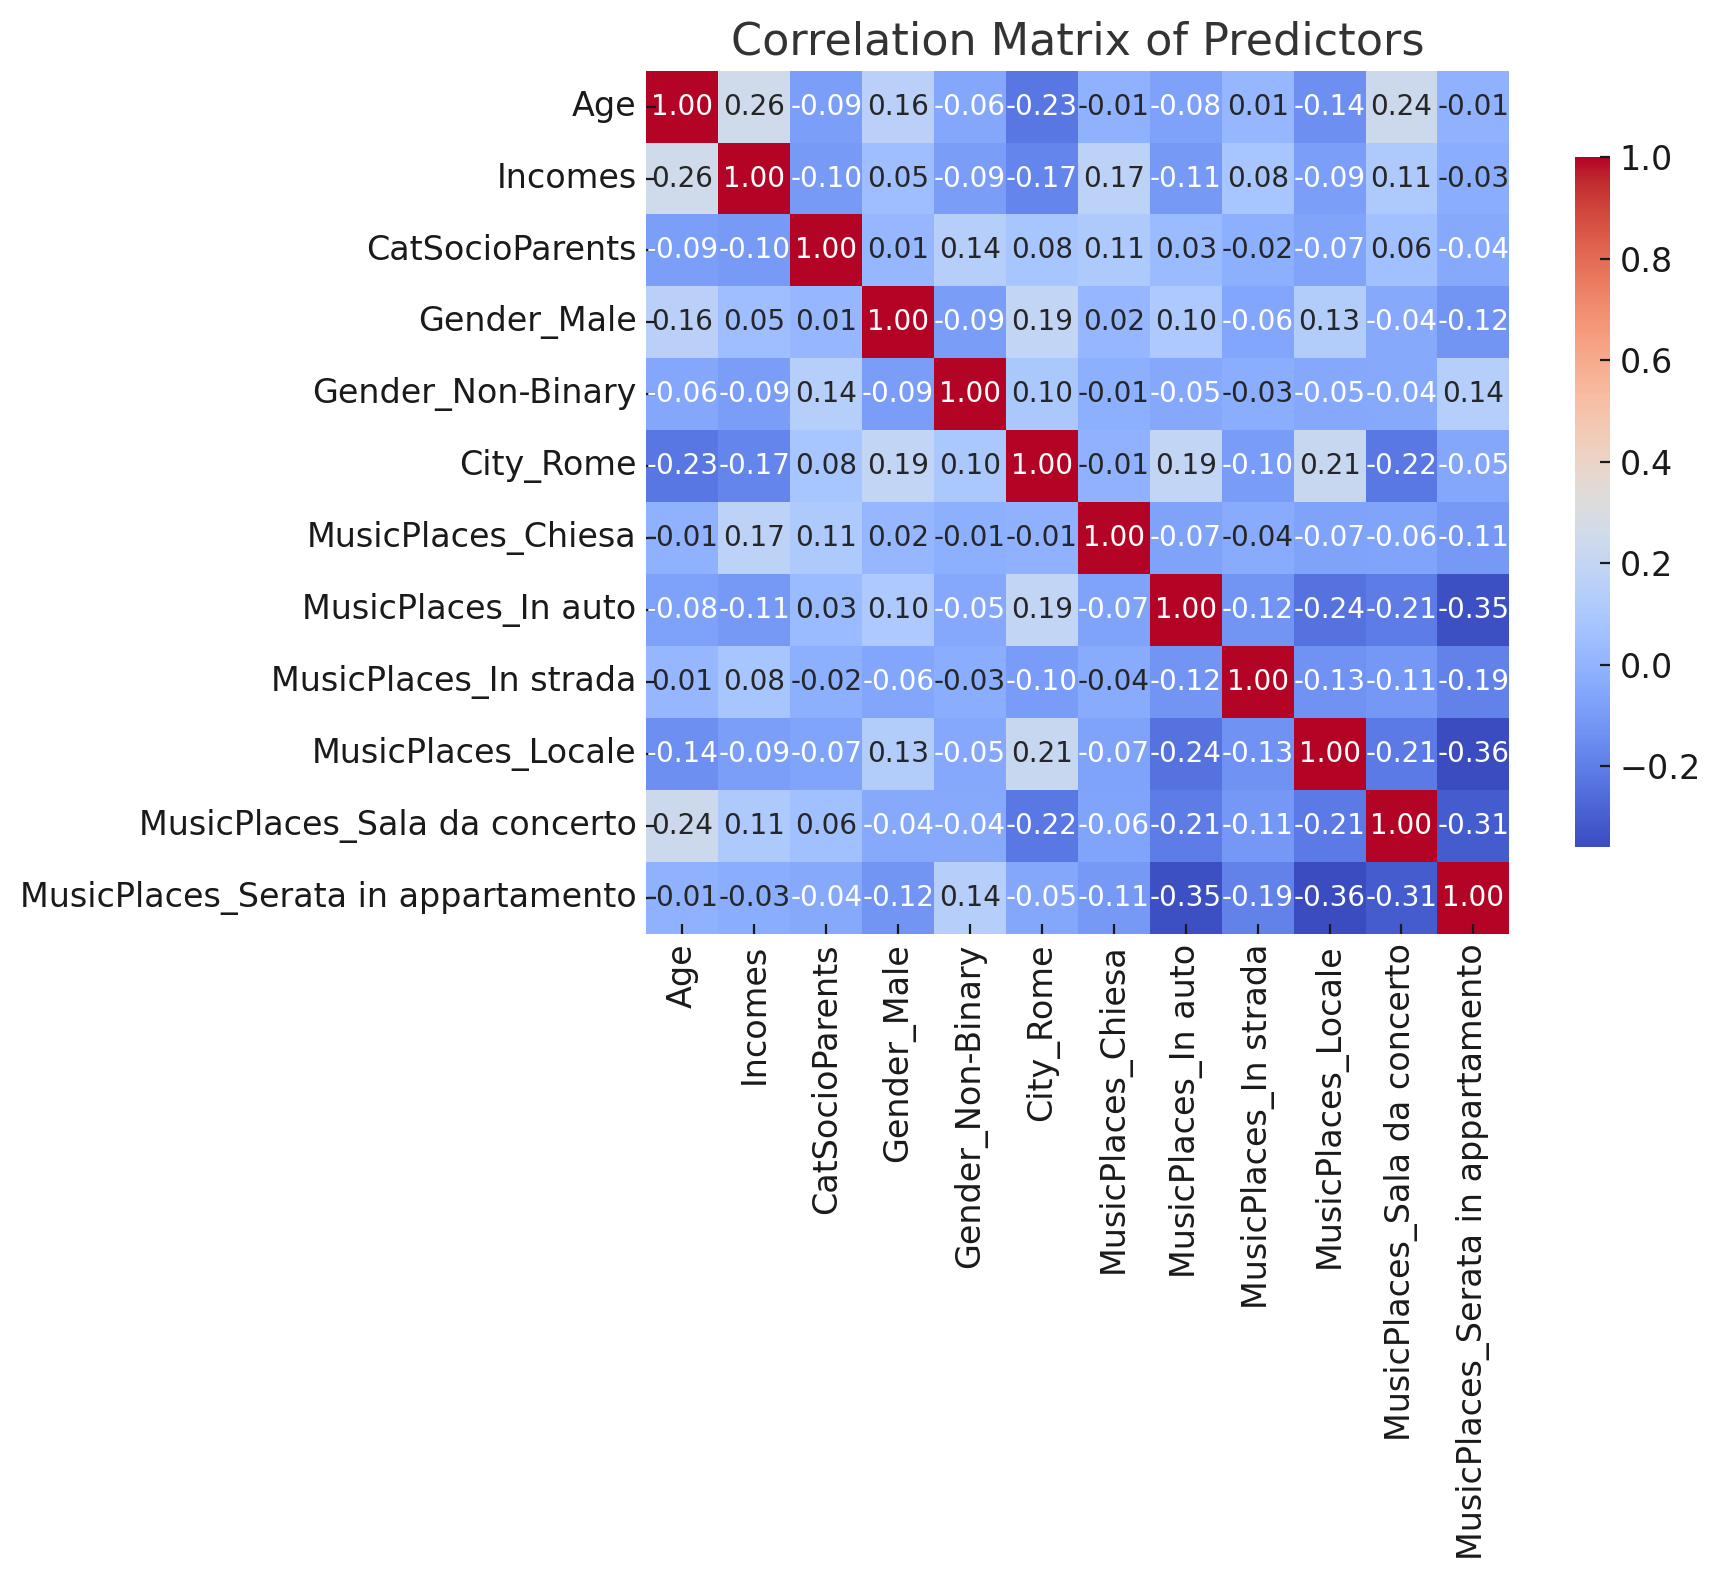 Correlation Matrix of Predictors
Age 1.00 0.26 -0.09 0.16 -0.06 -0.23 -0.01 -0.08 0.01 -0.14 0.24 -0.01
Incomes 0.26 1.00 -0.10 0.05 -0.09 -0.17 0.17 -0.11 0.08 -0.09 0.11 -0.03
CatSocioParents -0.09 -0.10 1.00 0.01 0.14 0.08 0.11 0.03 -0.02 -0.07 0.06 -0.04
Gender_Male 0.16 0.05 0.01 1.00 -0.09 0.19 0.02 0.10 -0.06 0.13 -0.04 -0.12
Gender_Non-Binary -0.06 -0.09 0.14 -0.09 1.00 0.10 -0.01 -0.05 -0.03 -0.05 -0.04 0.14
City_Rome -0.23 -0.17 0.08 0.19 0.10 1.00 -0.01 0.19 -0.10 0.21 -0.22 -0.05
MusicPlaces_Chiesa -0.01 0.17 0.11 0.02 -0.01 -0.01 1.00 -0.07 -0.04 -0.07 -0.06 -0.11
MusicPlaces_In auto -0.08 -0.11 0.03 0.10 -0.05 0.19 -0.07 1.00 -0.12 -0.24 -0.21 -0.35
MusicPlaces_In strada 0.01 0.08 -0.02 -0.06 -0.03 -0.10 -0.04 -0.12 1.00 -0.13 -0.11 -0.19
MusicPlaces_Locale -0.14 -0.09 -0.07 0.13 -0.05 0.21 -0.07 -0.24 -0.13 1.00 -0.21 -0.36
MusicPlaces_Sala da concerto 0.24 0.11 0.06 -0.04 -0.04 -0.22 -0.06 -0.21 -0.11 -0.21 1.00 -0.31
MusicPlaces_Serata in appartamento -0.01 -0.03 -0.04 -0.12 0.14 -0.05 -0.11 -0.35 -0.19 -0.36 -0.31 1.00
Age
Incomes
CatSocioParents
Gender_Male
Gender_Non-Binary
City_Rome
MusicPlaces_Chiesa
MusicPlaces_In auto
MusicPlaces_In strada
MusicPlaces_Locale
MusicPlaces_Sala da concerto
MusicPlaces_Serata in appartamento
1.0
0.8
0.6
0.4
0.2
0.0
−0.2